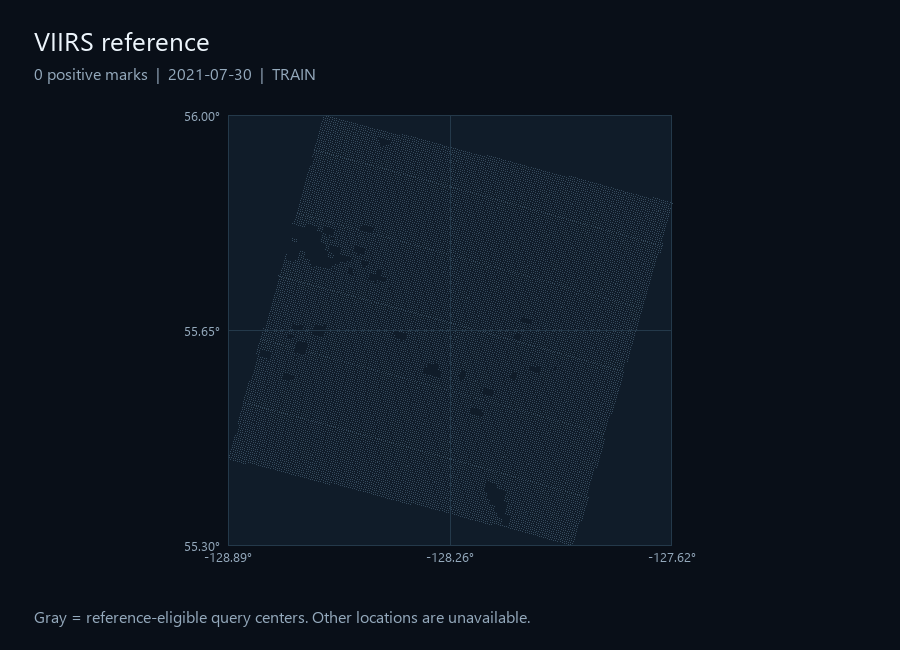 VIIRS reference
0 positive marks | 2021-07-30 | TRAIN
56.00°
55.65°
55.30°
-128.89°
-128.26°
-127.62°
Gray = reference-eligible query centers. Other locations are unavailable.